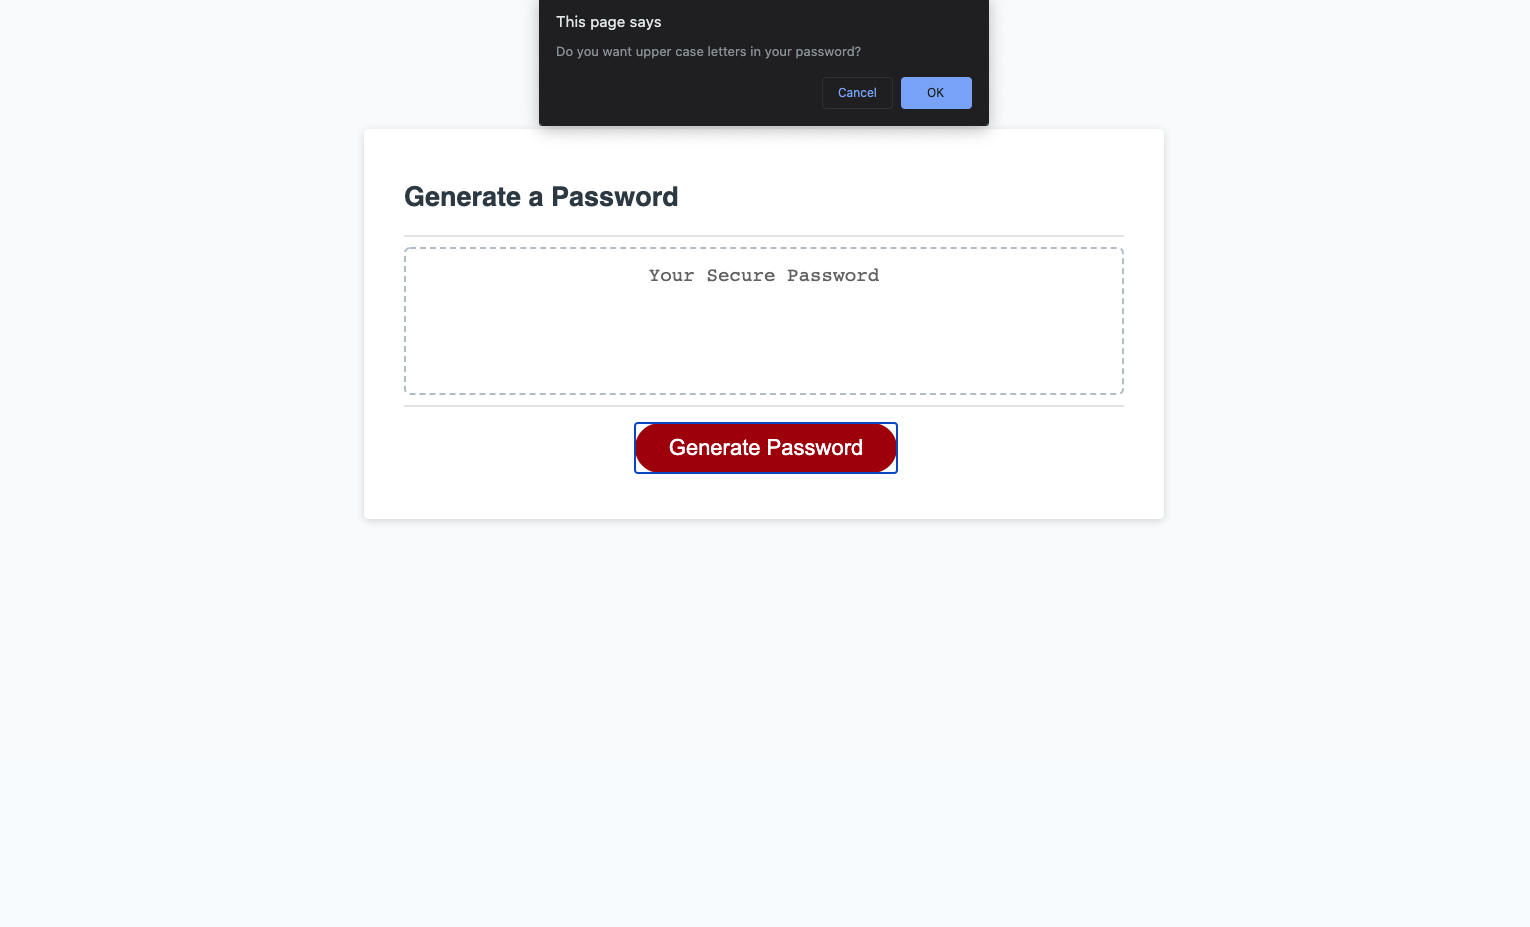 This page says
Do you want upper case letters in your password?
Cancel OK
Generate a Password
Your Secure Password
Generate Password